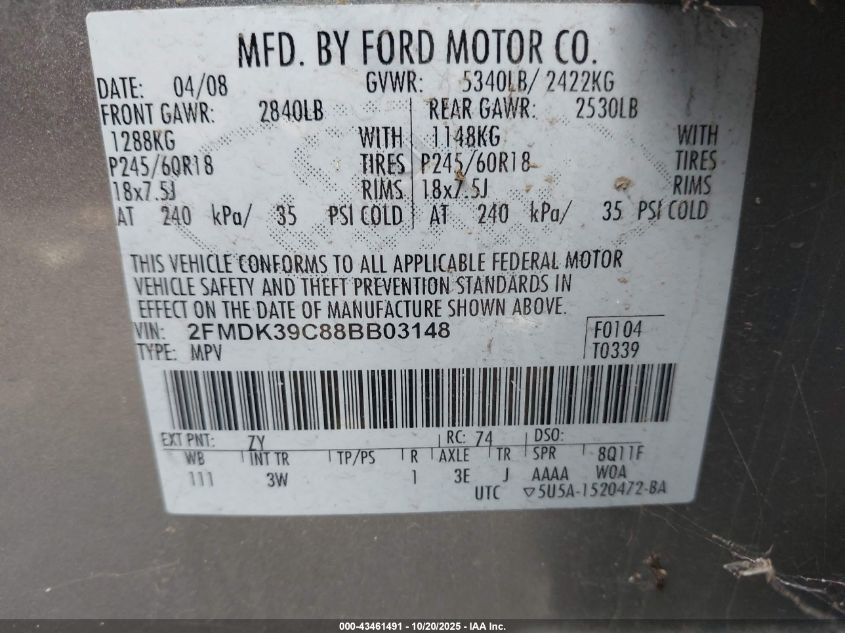 MFD. BY FORD MOTOR CO.
DATE: 04/08 GVWR: 5340LB/ 2422KG
FRONT GAWR: 2840LB REAR GAWR: 2530LB
1288KG WITH 1148KG WITH
P245/60R18 TIRES P245/60R18 TIRES
18x7.5J RIMS 18x7.5J RIMS
AT 240 kPa/ 35 PSI COLD AT 240 kPa/ 35 PSI COLD
THIS VEHICLE CONFORMS TO ALL APPLICABLE FEDERAL MOTOR
VEHICLE SAFETY AND THEFT PREVENTION STANDARDS IN
EFFECT ON THE DATE OF MANUFACTURE SHOWN ABOVE.
VIN: 2FMDK39C88BB03148 F0104
TYPE: MPV T0339
EXT PNT: ZY RC: 74 DSO:
WB INT TR TP/PS R AXLE TR SPR 8Q11F
111 3W 1 3E J AAAA W0A
UTC ▽5U5A-1520472-BA
000-43461491 - 10/20/2025 - IAA Inc.